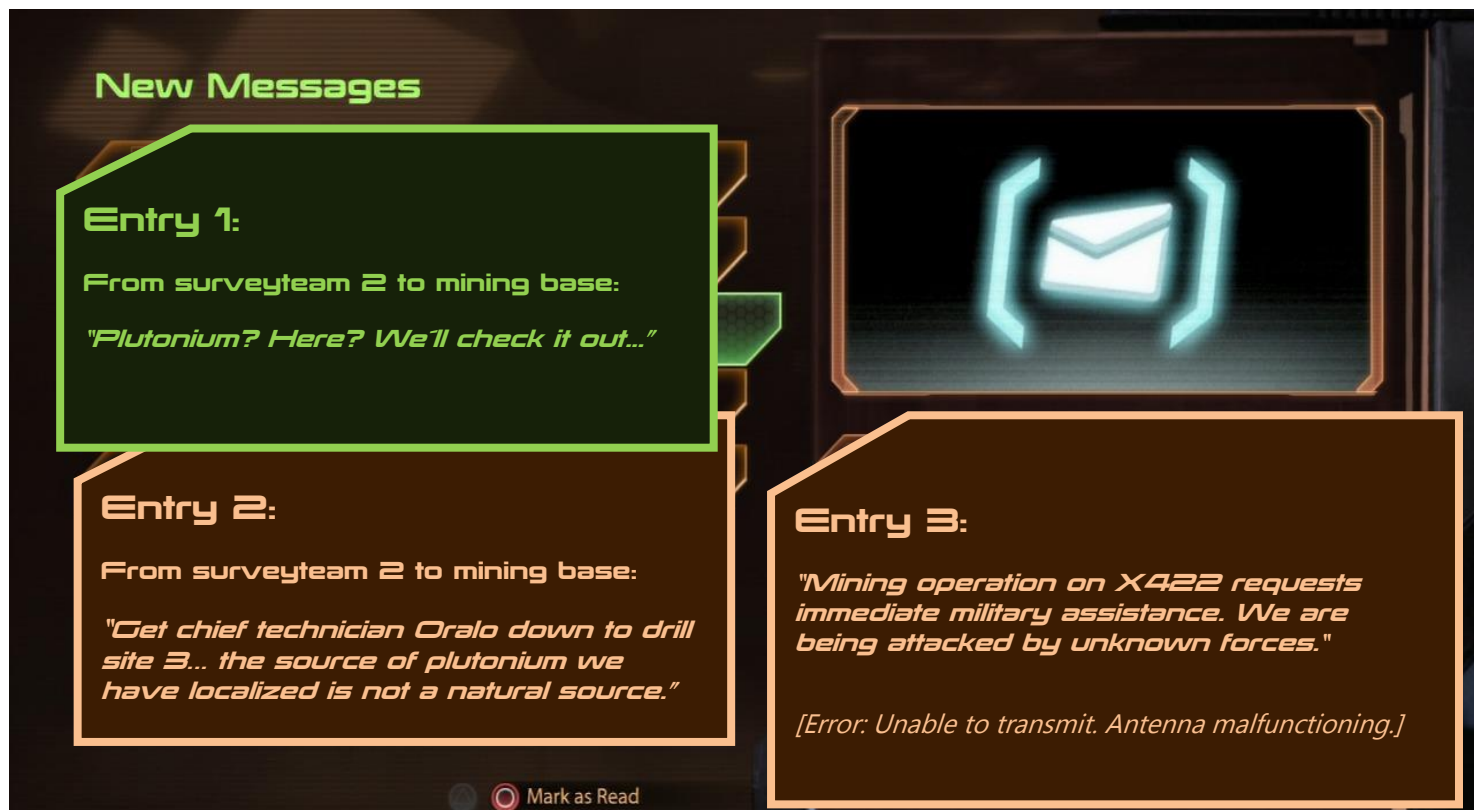 New Messages
Entry 1:
From surveyteam 2 to mining base:
"Plutonium? Here? We'll check it out..."
Entry 2:
From surveyteam 2 to mining base:
"Get chief technician Oralo down to drill
site 3... the source of plutonium we
have localized is not a natural source."
Entry 3:
"Mining operation on X422 requests
immediate military assistance. We are
being attacked by unknown forces."
[Error: Unable to transmit. Antenna malfunctioning.]
Mark as Read